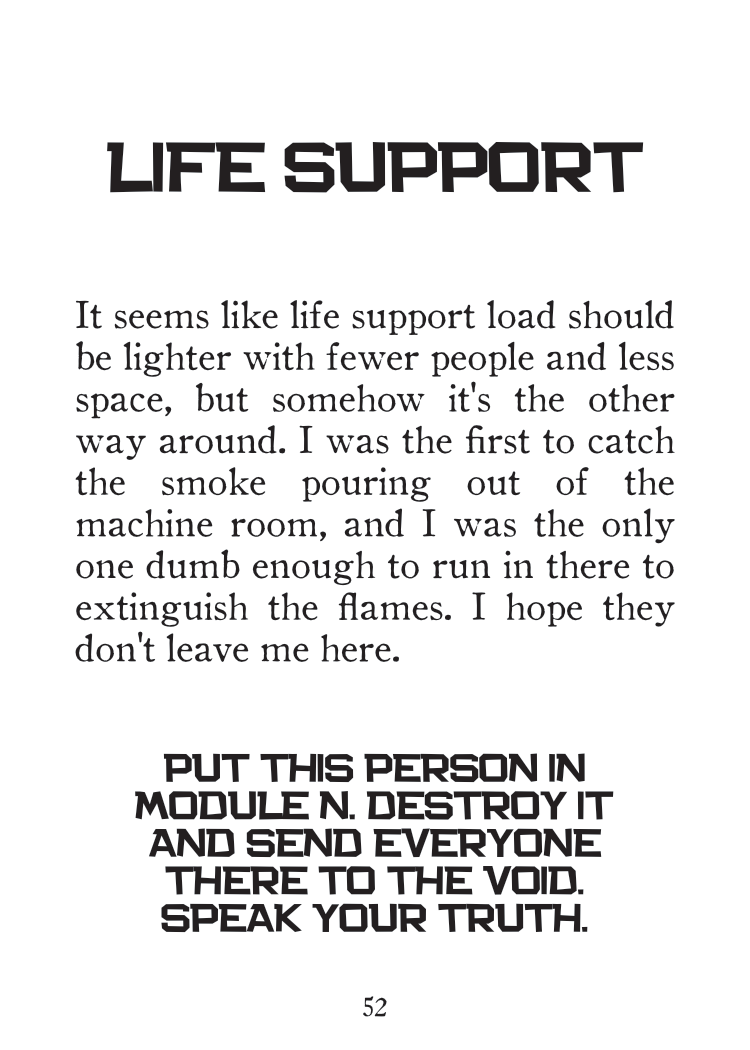 LIFE SUPPORT
It seems like life support load should
be lighter with fewer people and less
space, but somehow it's the other
way around. I was the first to catch
the smoke pouring out of the
machine room, and I was the only
one dumb enough to run in there to
extinguish the flames. I hope they
don't leave me here.
PUT THIS PERSON IN
MODULE N. DESTROY IT
AND SEND EVERYONE
THERE TO THE VOID.
SPEAK YOUR TRUTH.
52